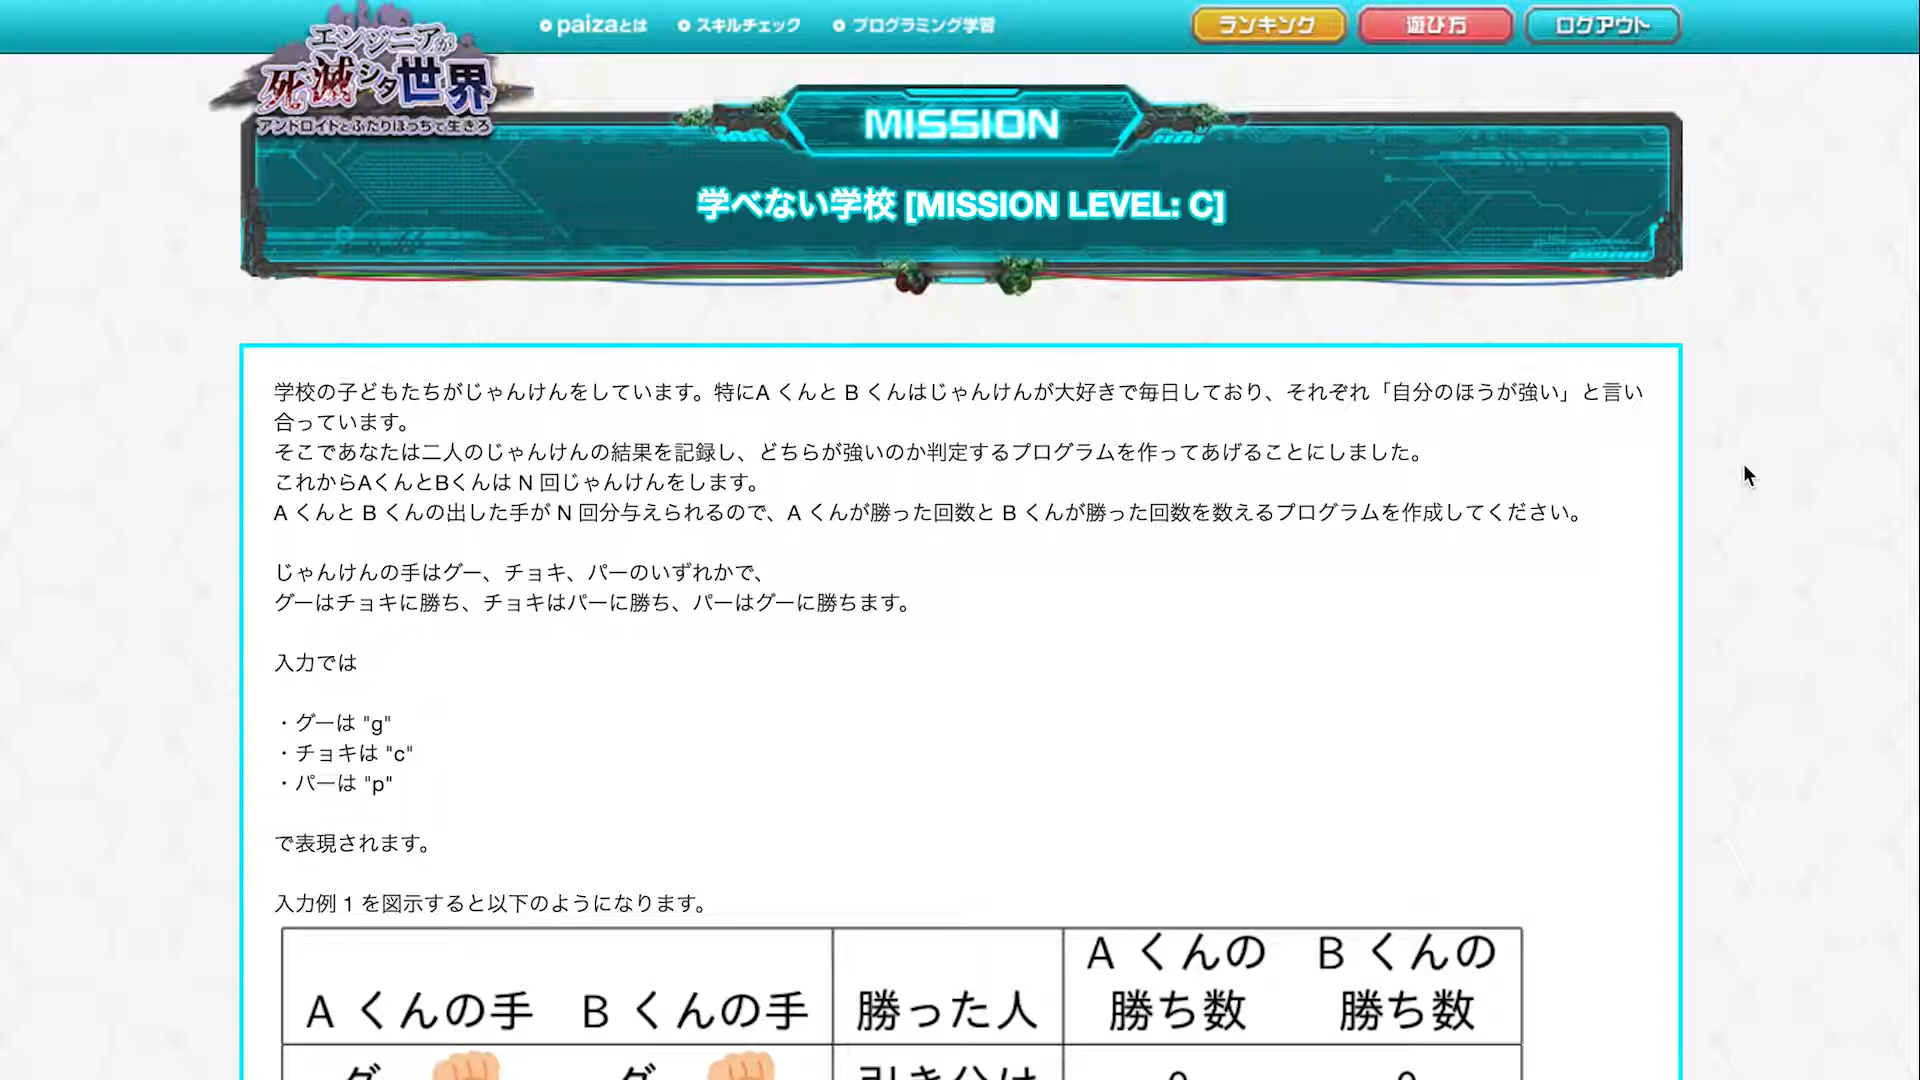 エンジニアが
死滅シタ世界
アンドロイドとふたりぼっちで生きろ
paizaとは
スキルチェック
プログラミング学習
ランキング
遊び方
ログアウト
MISSION
学べない学校 [MISSION LEVEL: C]
学校の子どもたちがじゃんけんをしています。特にA くんと B くんはじゃんけんが大好きで毎日しており、それぞれ「自分のほうが強い」と言い
合っています。
そこであなたは二人のじゃんけんの結果を記録し、どちらが強いのか判定するプログラムを作ってあげることにしました。
これからAくんとBくんは N 回じゃんけんをします。
A くんと B くんの出した手が N 回分与えられるので、A くんが勝った回数と B くんが勝った回数を数えるプログラムを作成してください。
じゃんけんの手はグー、チョキ、パーのいずれかで、
グーはチョキに勝ち、チョキはパーに勝ち、パーはグーに勝ちます。
入力では
・グーは "g"
・チョキは "c"
・パーは "p"
で表現されます。
入力例 1 を図示すると以下のようになります。
A くんの手 B くんの手 勝った人 A くんの勝ち数 B くんの勝ち数
グ グ 引き分け 0 0